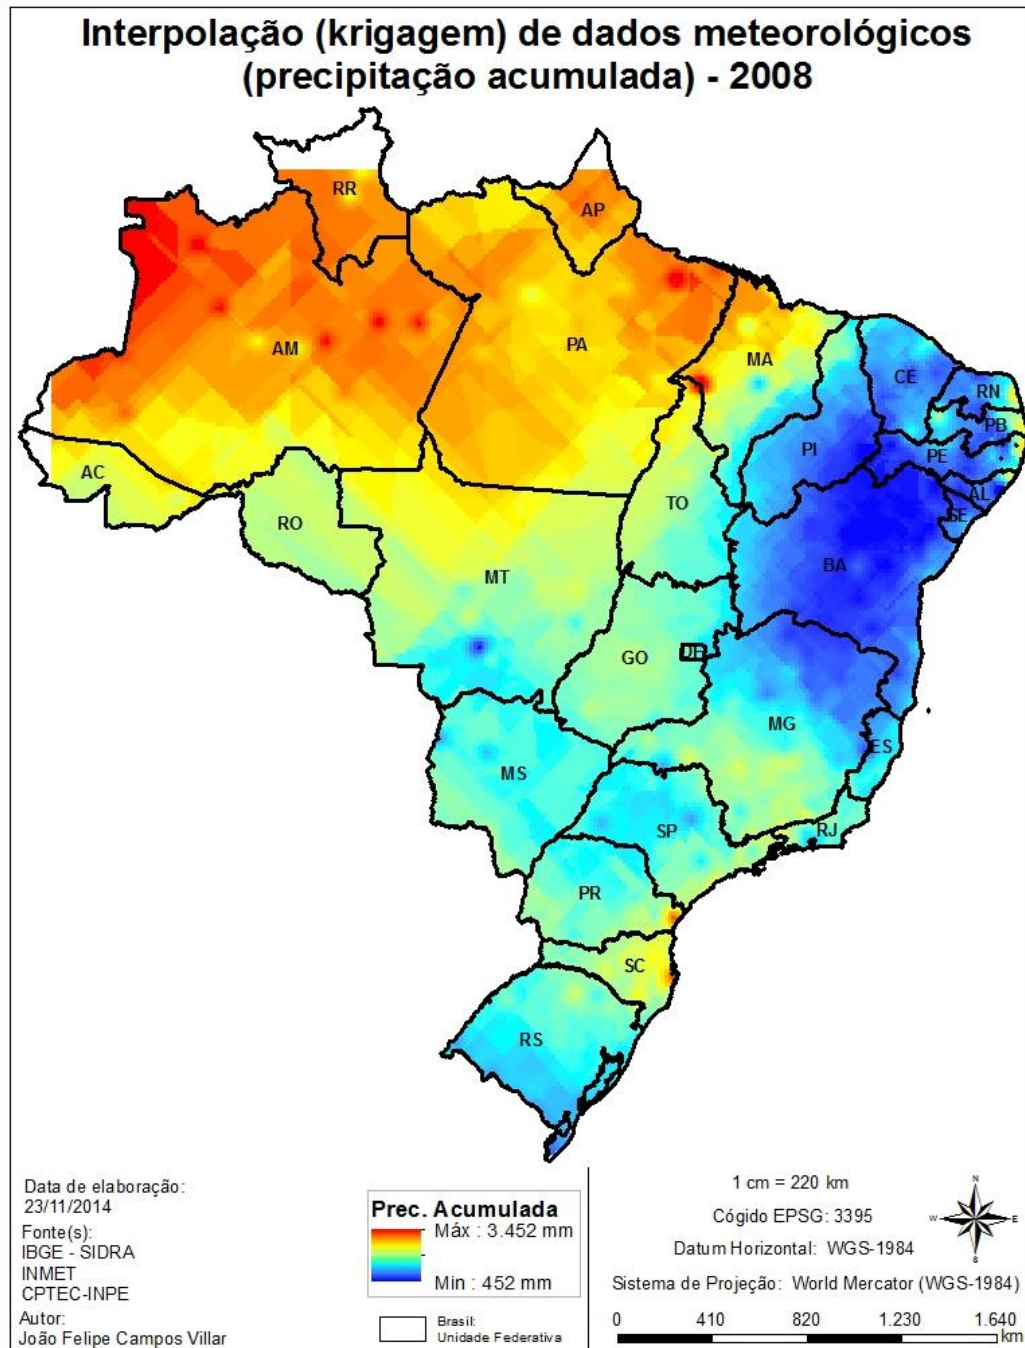 Interpolação (krigagem) de dados meteorológicos
(precipitação acumulada) - 2008
RR
AP
AM
PA
MA
CE
RN
PB
PI
PE
AL
SE
AC
TO
RO
BA
MT
GO
DF
MG
ES
MS
SP
RJ
PR
SC
RS
Data de elaboração:
23/11/2014
Fonte(s):
IBGE - SIDRA
INMET
CPTEC-INPE
Autor:
João Felipe Campos Villar
Prec. Acumulada
Máx : 3.452 mm
Min : 452 mm
Brasil:
Unidade Federativa
1 cm = 220 km
Cógido EPSG: 3395
Datum Horizontal: WGS-1984
Sistema de Projeção: World Mercator (WGS-1984)
N
W
E
S
0 410 820 1.230 1.640
km